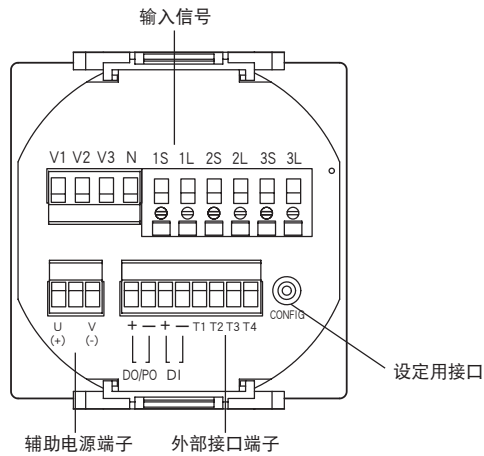 输入信号
V1 V2 V3 N 1S 1L 2S 2L 3S 3L
CONFIG
U V
(+) (-)
+ − + − T1 T2 T3 T4
DO/PO DI
设定用接口
辅助电源端子 外部接口端子